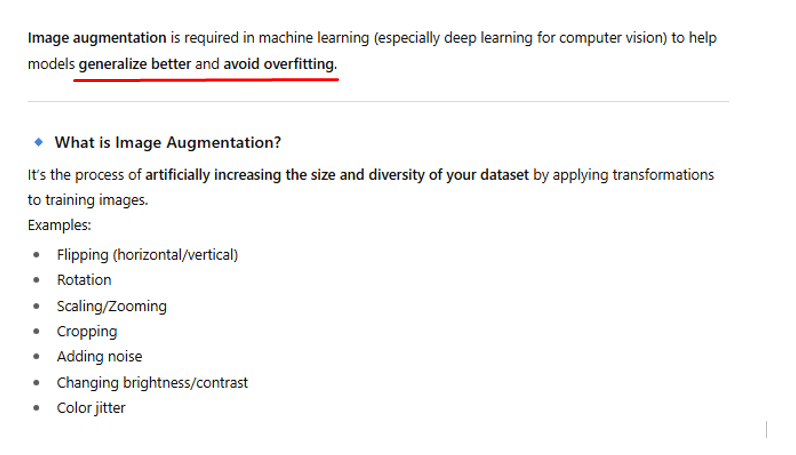 Image augmentation is required in machine learning (especially deep learning for computer vision) to help
models generalize better and avoid overfitting.
What is Image Augmentation?
It's the process of artificially increasing the size and diversity of your dataset by applying transformations
to training images.
Examples:
Flipping (horizontal/vertical)
Rotation
Scaling/Zooming
Cropping
Adding noise
Changing brightness/contrast
Color jitter